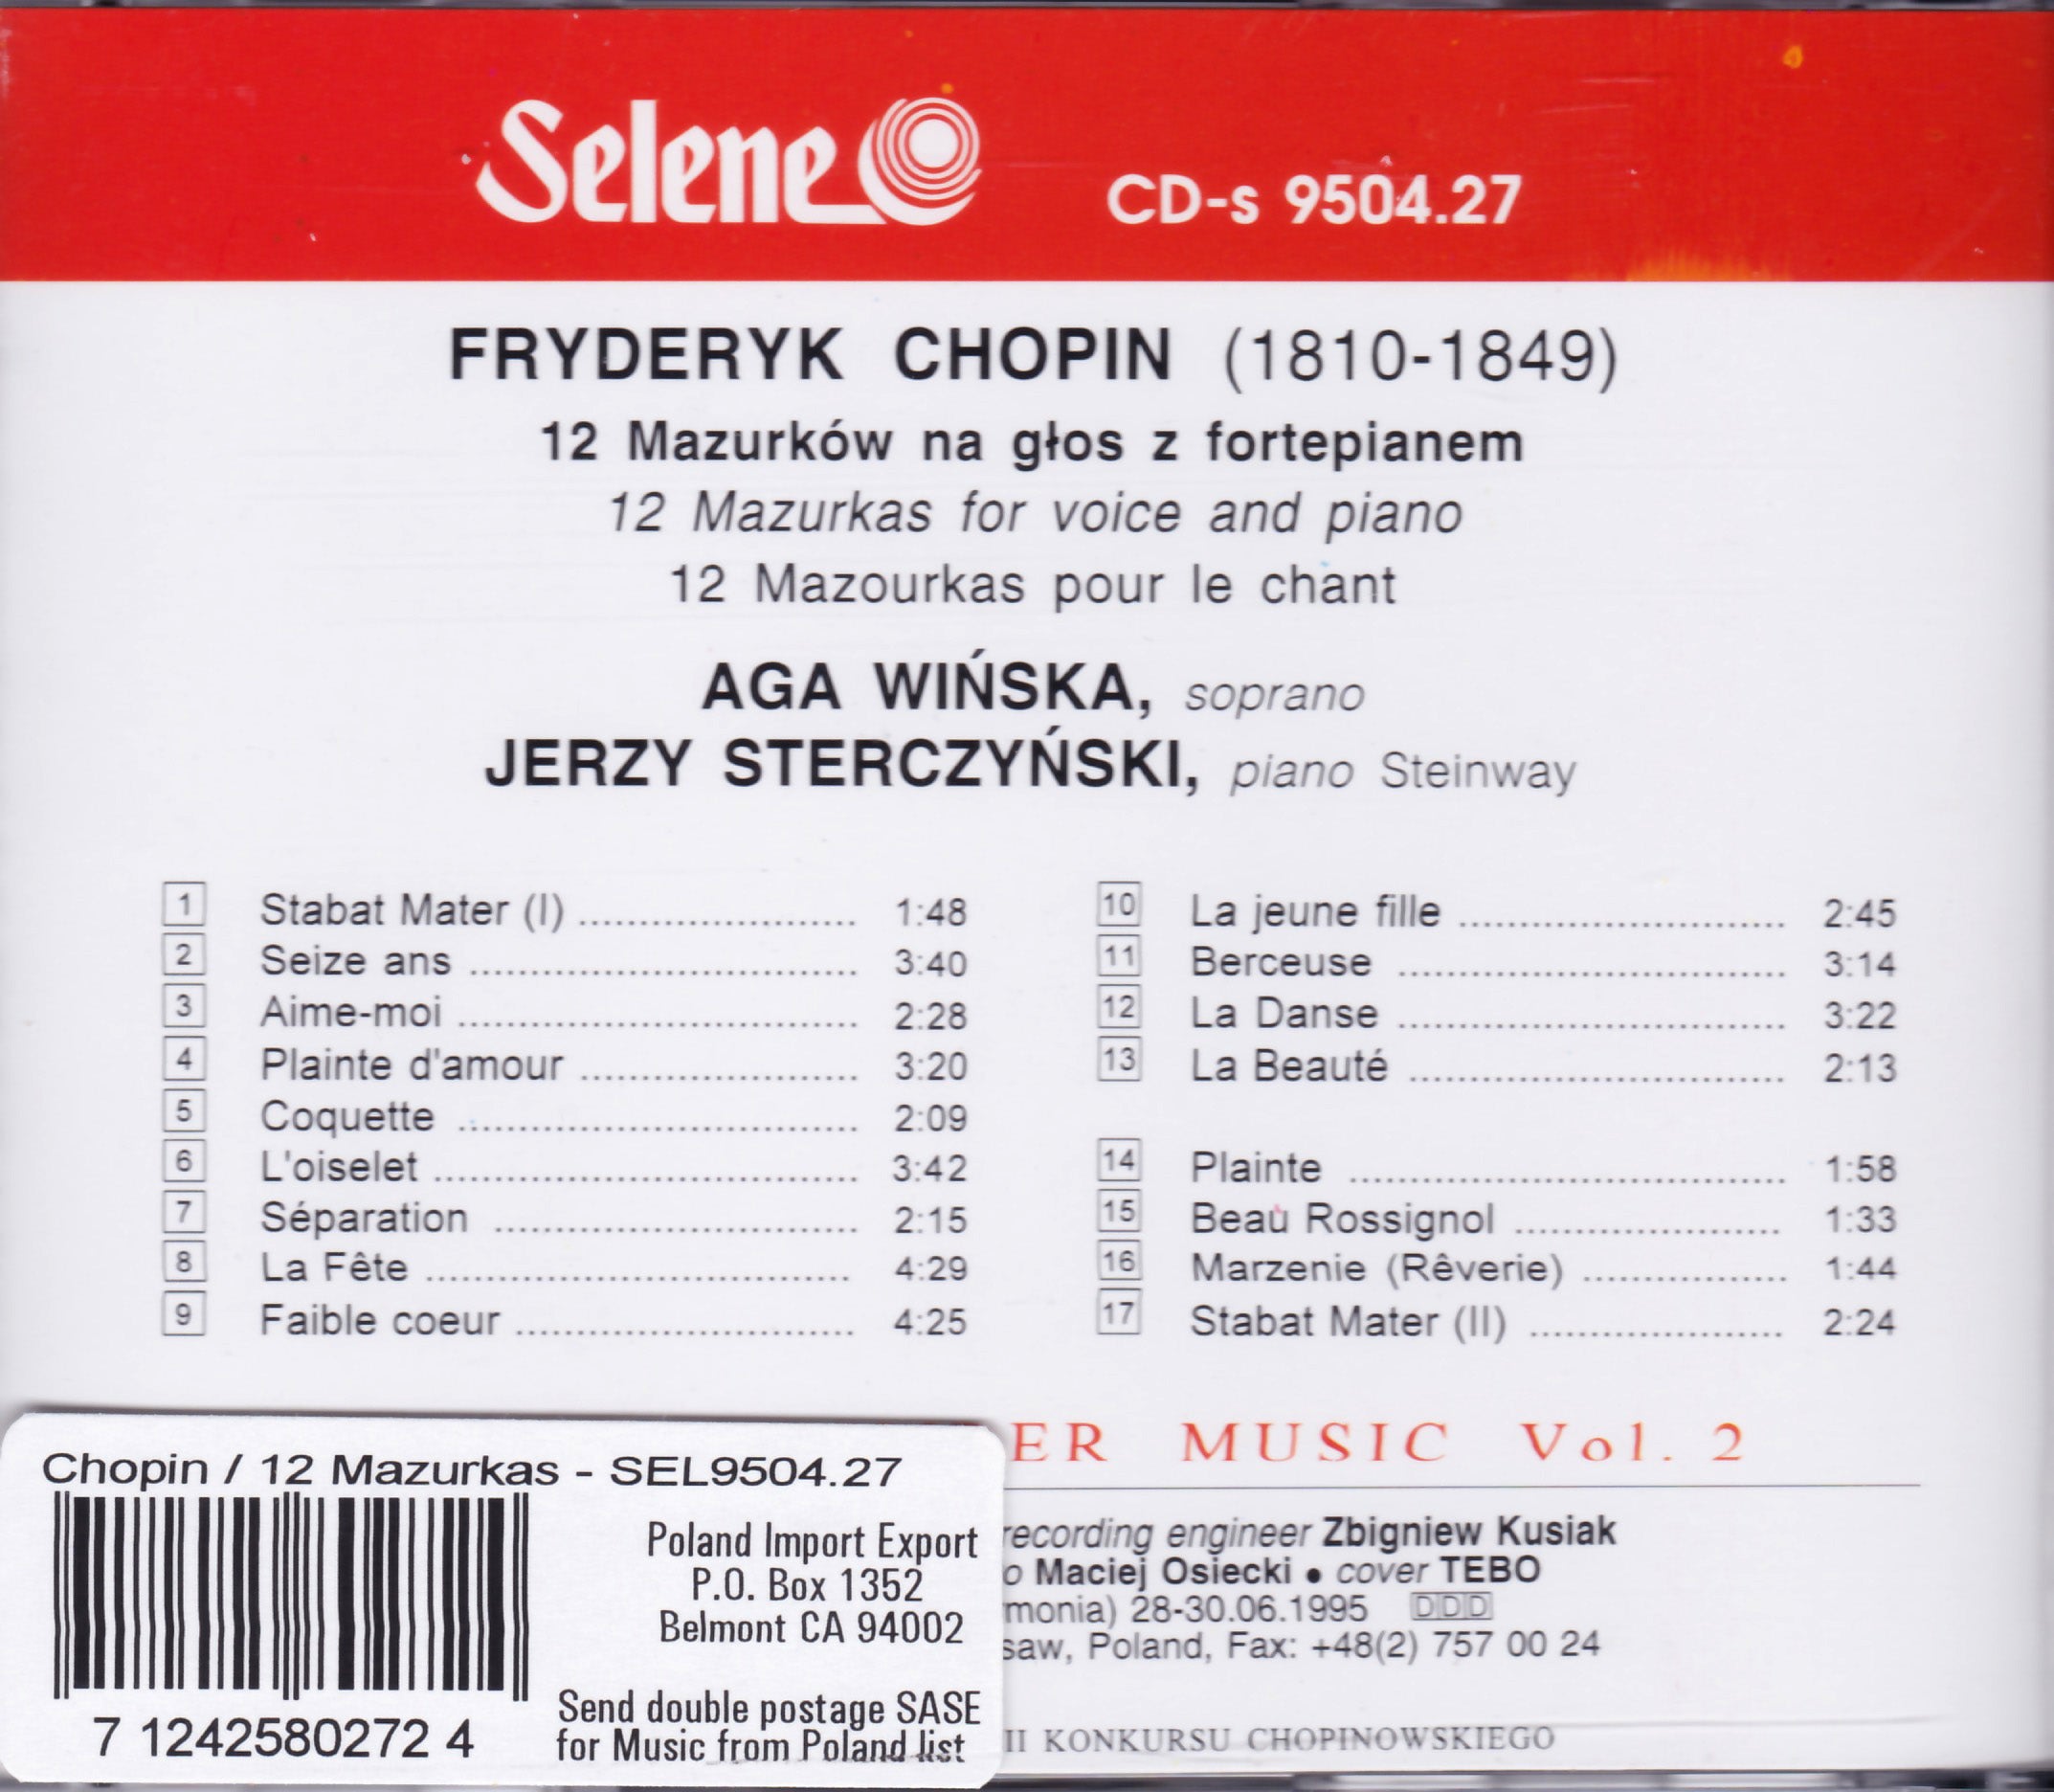 Selene
CD-s 9504.27
FRYDERYK CHOPIN (1810-1849)
12 Mazurków na głos z fortepianem
12 Mazurkas for voice and piano
12 Mazourkas pour le chant
AGA WIŃSKA, soprano
JERZY STERCZYŃSKI, piano Steinway
1 Stabat Mater (I) ....................... 1:48
2 Seize ans ................................ 3:40
3 Aime-moi ................................. 2:28
4 Plainte d'amour ....................... 3:20
5 Coquette ................................. 2:09
6 L'oiselet ................................... 3:42
7 Séparation .............................. 2:15
8 La Fête ................................... 4:29
9 Faible coeur ............................ 4:25
10 La jeune fille ........................... 2:45
11 Berceuse ................................ 3:14
12 La Danse ................................ 3:22
13 La Beauté ............................... 2:13
14 Plainte .................................... 1:58
15 Beau Rossignol ...................... 1:33
16 Marzenie (Rêverie) ................. 1:44
17 Stabat Mater (II) ..................... 2:24
ER MUSIC Vol. 2
recording engineer Zbigniew Kusiak
o Maciej Osiecki • cover TEBO
monia) 28-30.06.1995 DDD
saw, Poland, Fax: +48(2) 757 00 24
II KONKURSU CHOPINOWSKIEGO
Chopin / 12 Mazurkas - SEL9504.27
Poland Import Export
P.O. Box 1352
Belmont CA 94002
Send double postage SASE
for Music from Poland list
7 12425 80272 4